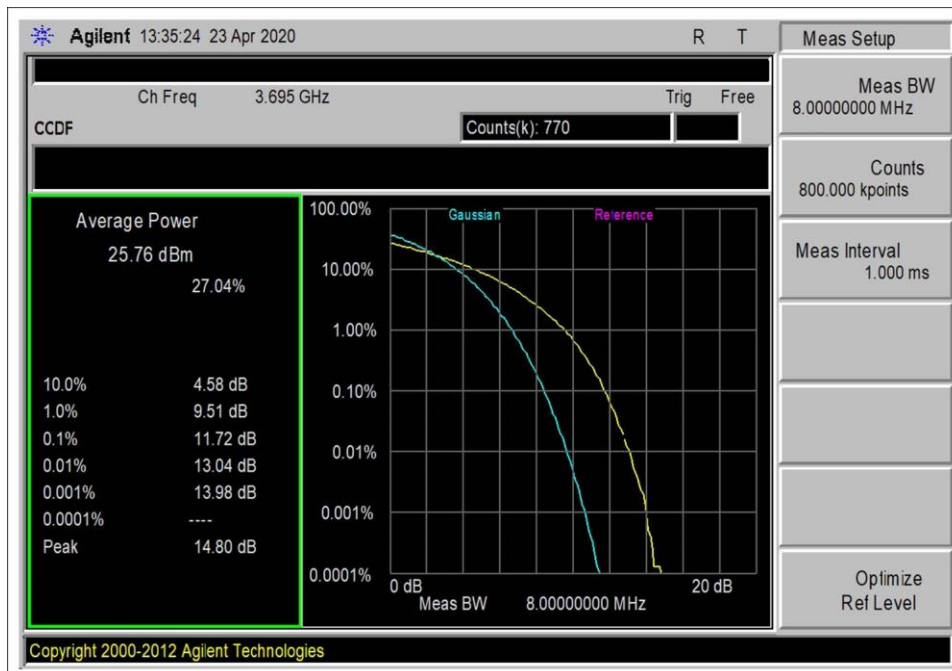 Agilent 13:35:24 23 Apr 2020 R T
Meas Setup
Ch Freq 3.695 GHz Trig Free
CCDF Counts(k): 770
Average Power
25.76 dBm
27.04%
10.0% 4.58 dB
1.0% 9.51 dB
0.1% 11.72 dB
0.01% 13.04 dB
0.001% 13.98 dB
0.0001% ----
Peak 14.80 dB
Gaussian Reference
100.00%
10.00%
1.00%
0.10%
0.01%
0.001%
0.0001%
0 dB 20 dB
Meas BW 8.00000000 MHz
Meas BW
8.00000000 MHz
Counts
800.000 kpoints
Meas Interval
1.000 ms
Optimize
Ref Level
Copyright 2000-2012 Agilent Technologies